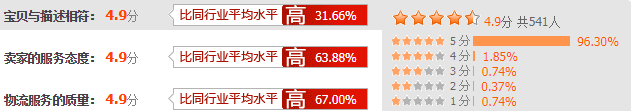 宝贝与描述相符: 4.9分 比同行业平均水平 高 31.66%
卖家的服务态度: 4.9分 比同行业平均水平 高 63.88%
物流服务的质量: 4.9分 比同行业平均水平 高 67.00%
4.9分 共541人
5分 96.30%
4分 1.85%
3分 0.74%
2分 0.37%
1分 0.74%